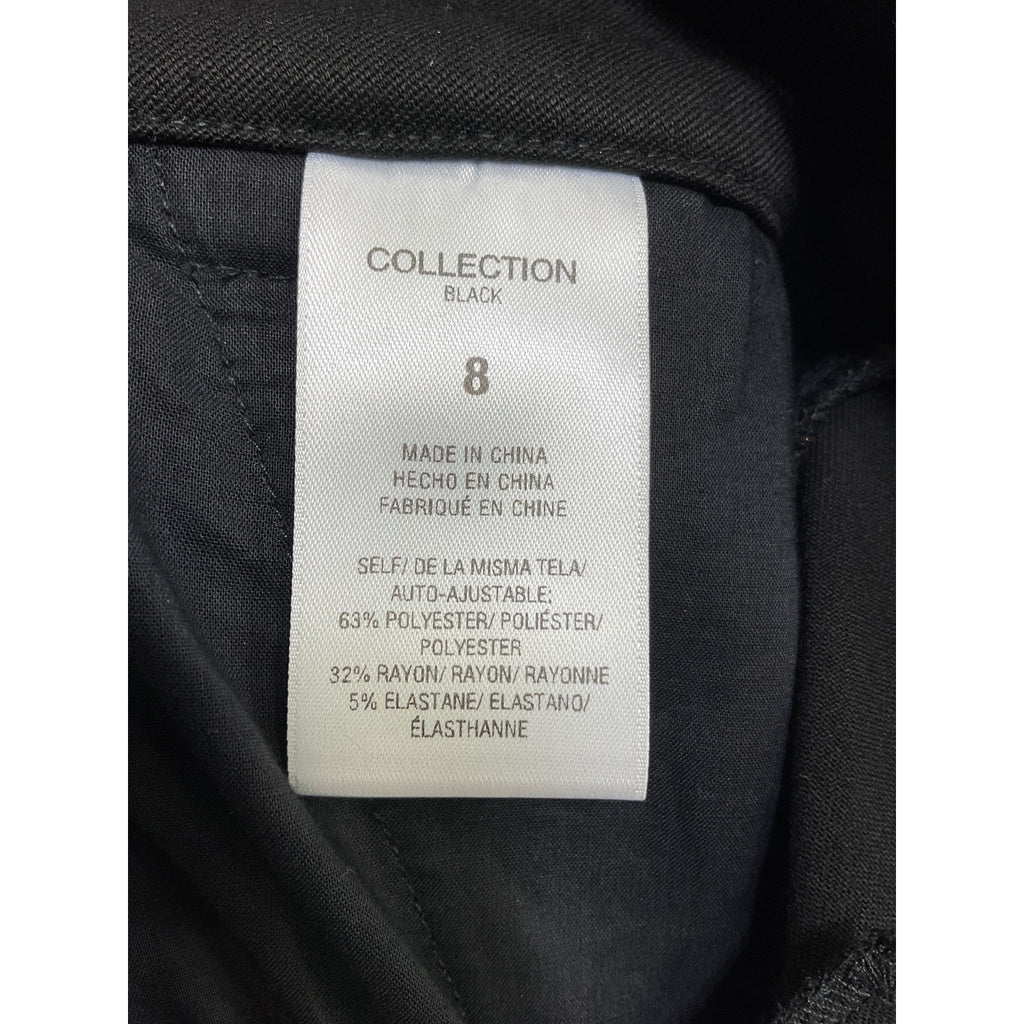 COLLECTION
BLACK
8
MADE IN CHINA
HECHO EN CHINA
FABRIQUÉ EN CHINE
SELF/ DE LA MISMA TELA/
AUTO-AJUSTABLE:
63% POLYESTER/ POLIÉSTER/
POLYESTER
32% RAYON/ RAYON/ RAYONNE
5% ELASTANE/ ELASTANO/
ÉLASTHANNE